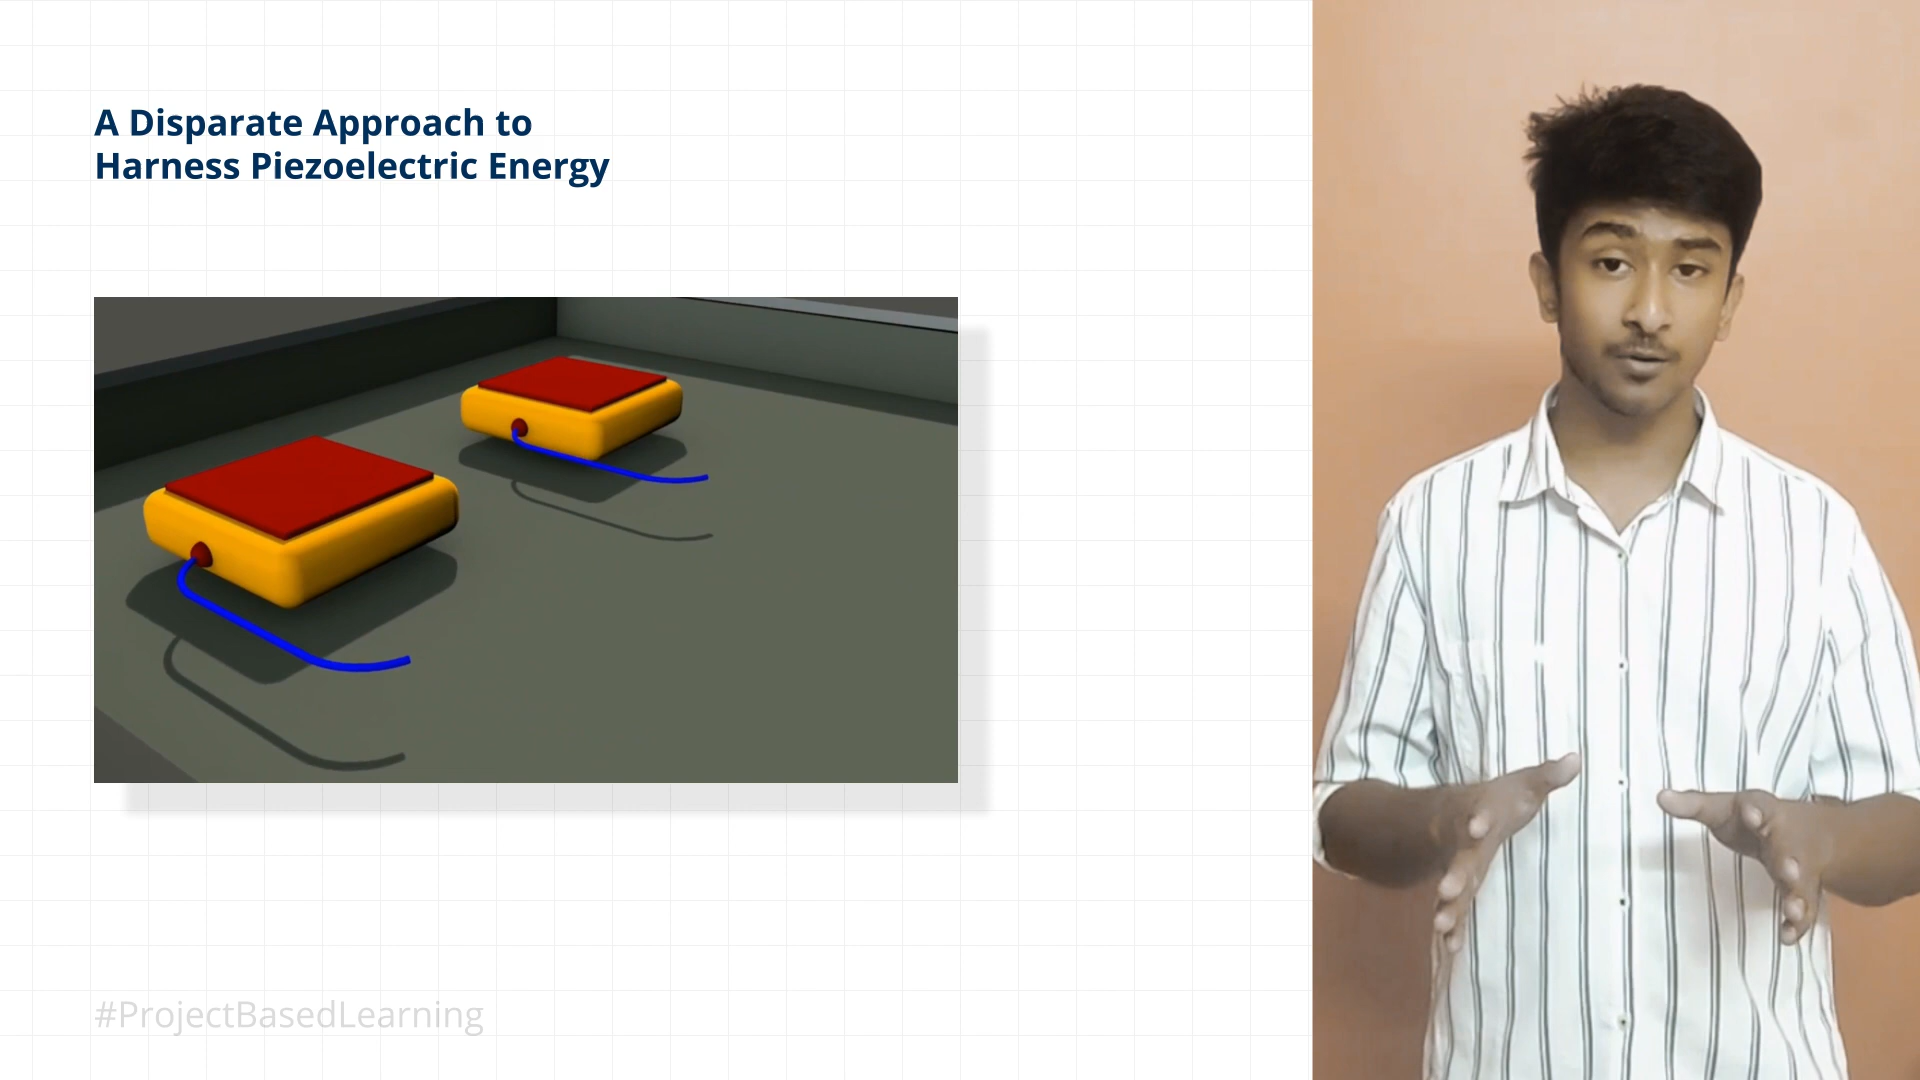 A Disparate Approach to
Harness Piezoelectric Energy
#ProjectBasedLearning